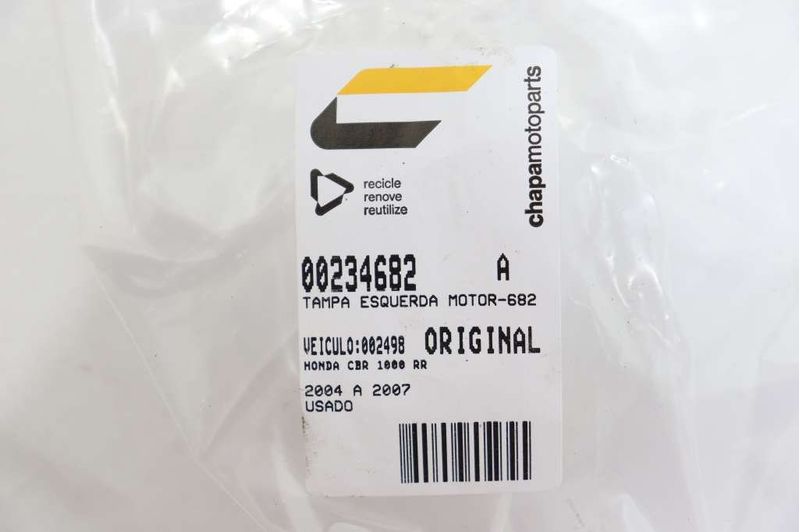 chapamotoparts
recicle
renove
reutilize
00234682 A
TAMPA ESQUERDA MOTOR-682
VEICULO:002498 ORIGINAL
HONDA CBR 1000 RR
2004 A 2007
USADO